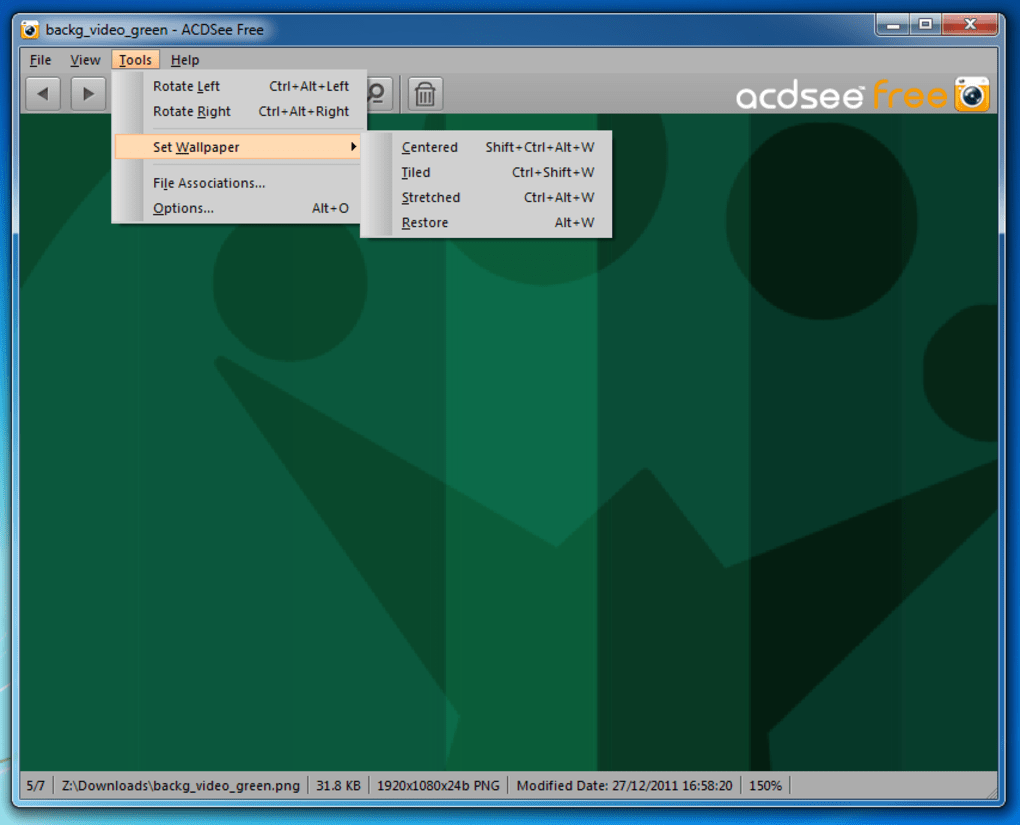 backg_video_green - ACDSee Free
File View Tools Help
acdsee™ free
Rotate Left Ctrl+Alt+Left
Rotate Right Ctrl+Alt+Right
Set Wallpaper
File Associations...
Options... Alt+O
Centered Shift+Ctrl+Alt+W
Tiled Ctrl+Shift+W
Stretched Ctrl+Alt+W
Restore Alt+W
5/7 Z:\Downloads\backg_video_green.png 31.8 KB 1920x1080x24b PNG Modified Date: 27/12/2011 16:58:20 150%